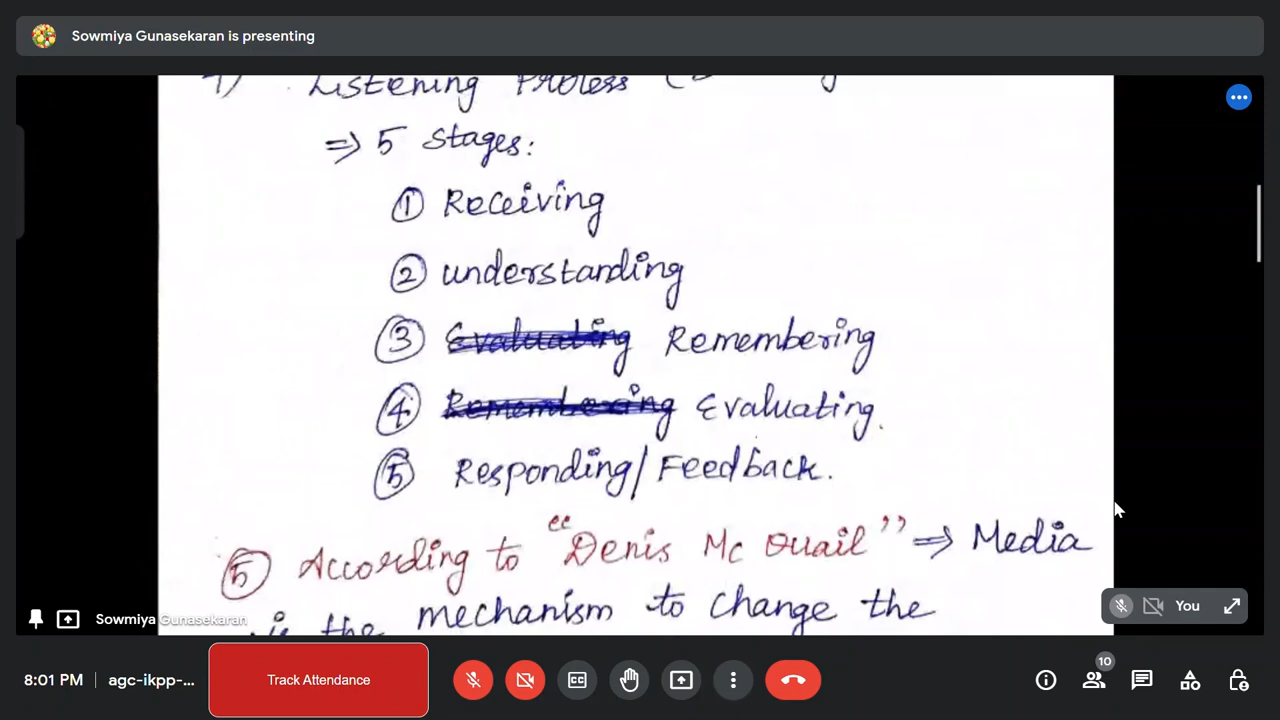 Sowmiya Gunasekaran is presenting
Listening Process
⇒ 5 stages:
① Receiving
② understanding
③ Evaluating Remembering
④ Remembering Evaluating.
⑤ Responding/Feedback.
⑤ According to "Denis Mc Quail" ⇒ Media
is the mechanism to change the
You
Sowmiya Gunasekaran
8:01 PM | agc-ikpp-...
Track Attendance
10